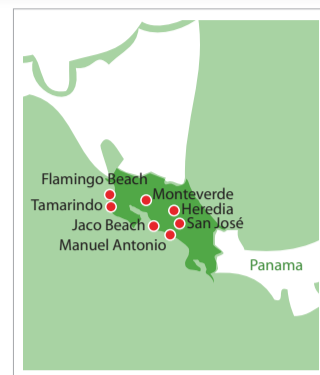 Flamingo Beach
Monteverde
Tamarindo
Heredia
Jaco Beach
San José
Manuel Antonio
Panama